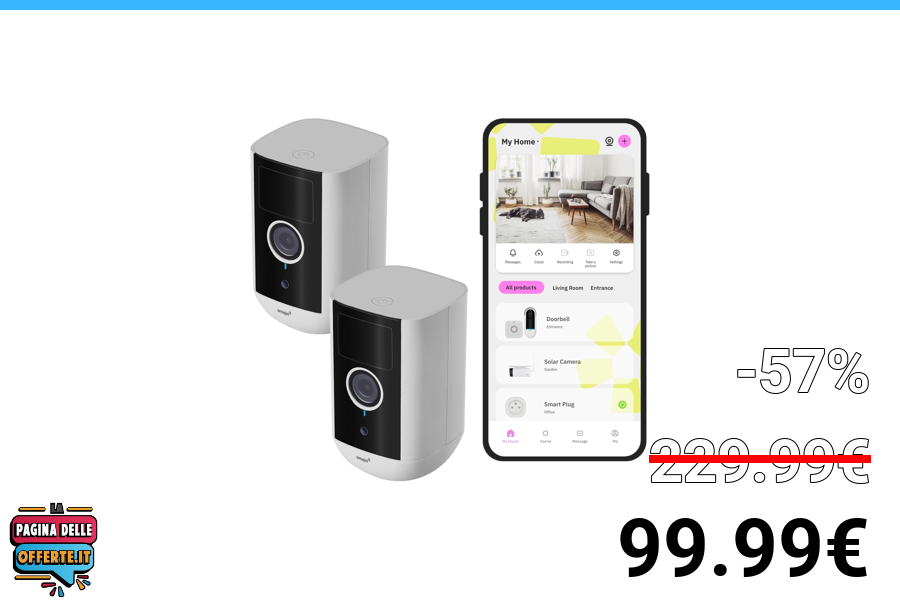 My Home
Messages
Cloud
Recording
Take a
picture
Settings
All products
Living Room
Entrance
Doorbell
Entrance
Solar Camera
Garden
Smart Plug
Office
My Home
Scene
Message
Me
-57%
229.99€
99.99€
LA
PAGINA DELLE
OFFERTE.IT